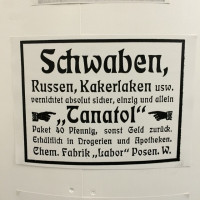 Schwaben,
Russen, Kakerlaken usw.
vernichtet absolut sicher, einzig und allein
„Tanatol“
Paket 40 Pfennig, sonst Geld zurück.
Erhältlich in Drogerien und Apotheken.
Chem. Fabrik „Labor“ Posen. W.